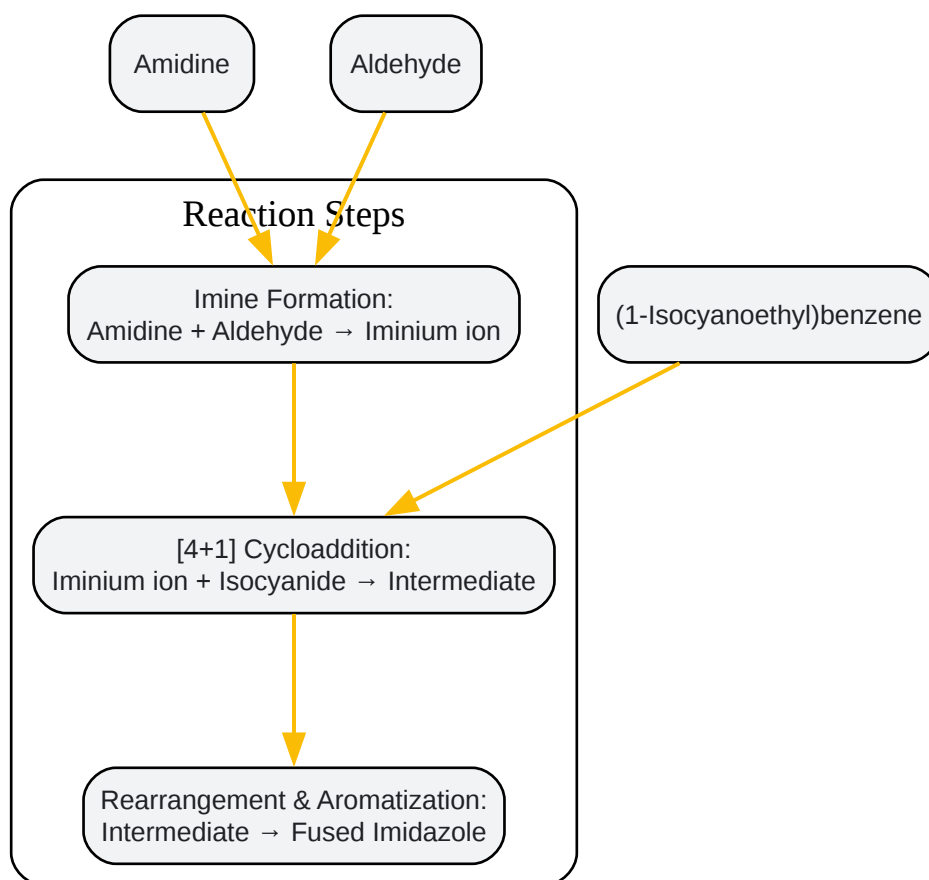 Amidine
Aldehyde
Reaction Steps
Imine Formation:
Amidine + Aldehyde → Iminium ion
(1-Isocyanoethyl)benzene
[4+1] Cycloaddition:
Iminium ion + Isocyanide → Intermediate
Rearrangement & Aromatization:
Intermediate → Fused Imidazole